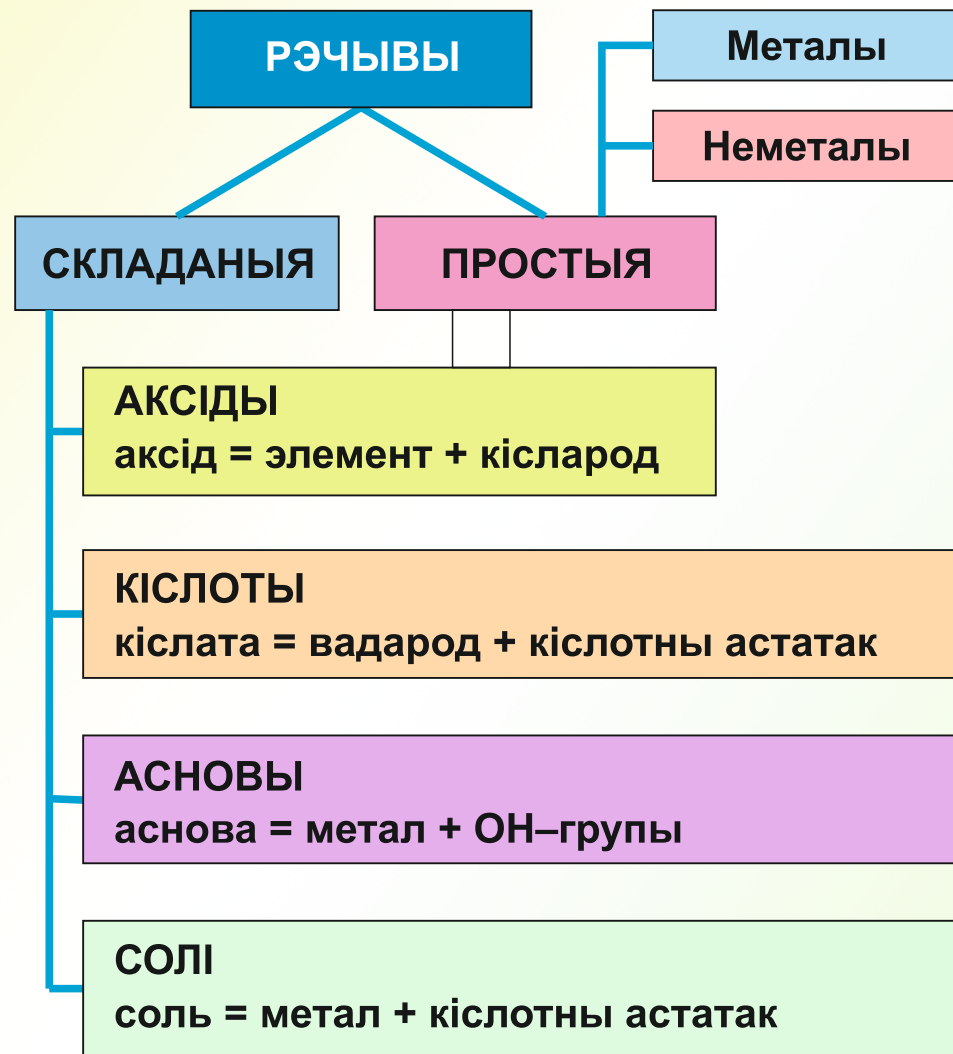 РЭЧЫВЫ
Металы
Неметалы
СКЛАДАНЫЯ
ПРОСТЫЯ
АКСІДЫ
аксід = элемент + кісларод
КІСЛОТЫ
кіслата = вадарод + кіслотны астатак
АСНОВЫ
аснова = метал + ОН–групы
СОЛІ
соль = метал + кіслотны астатак